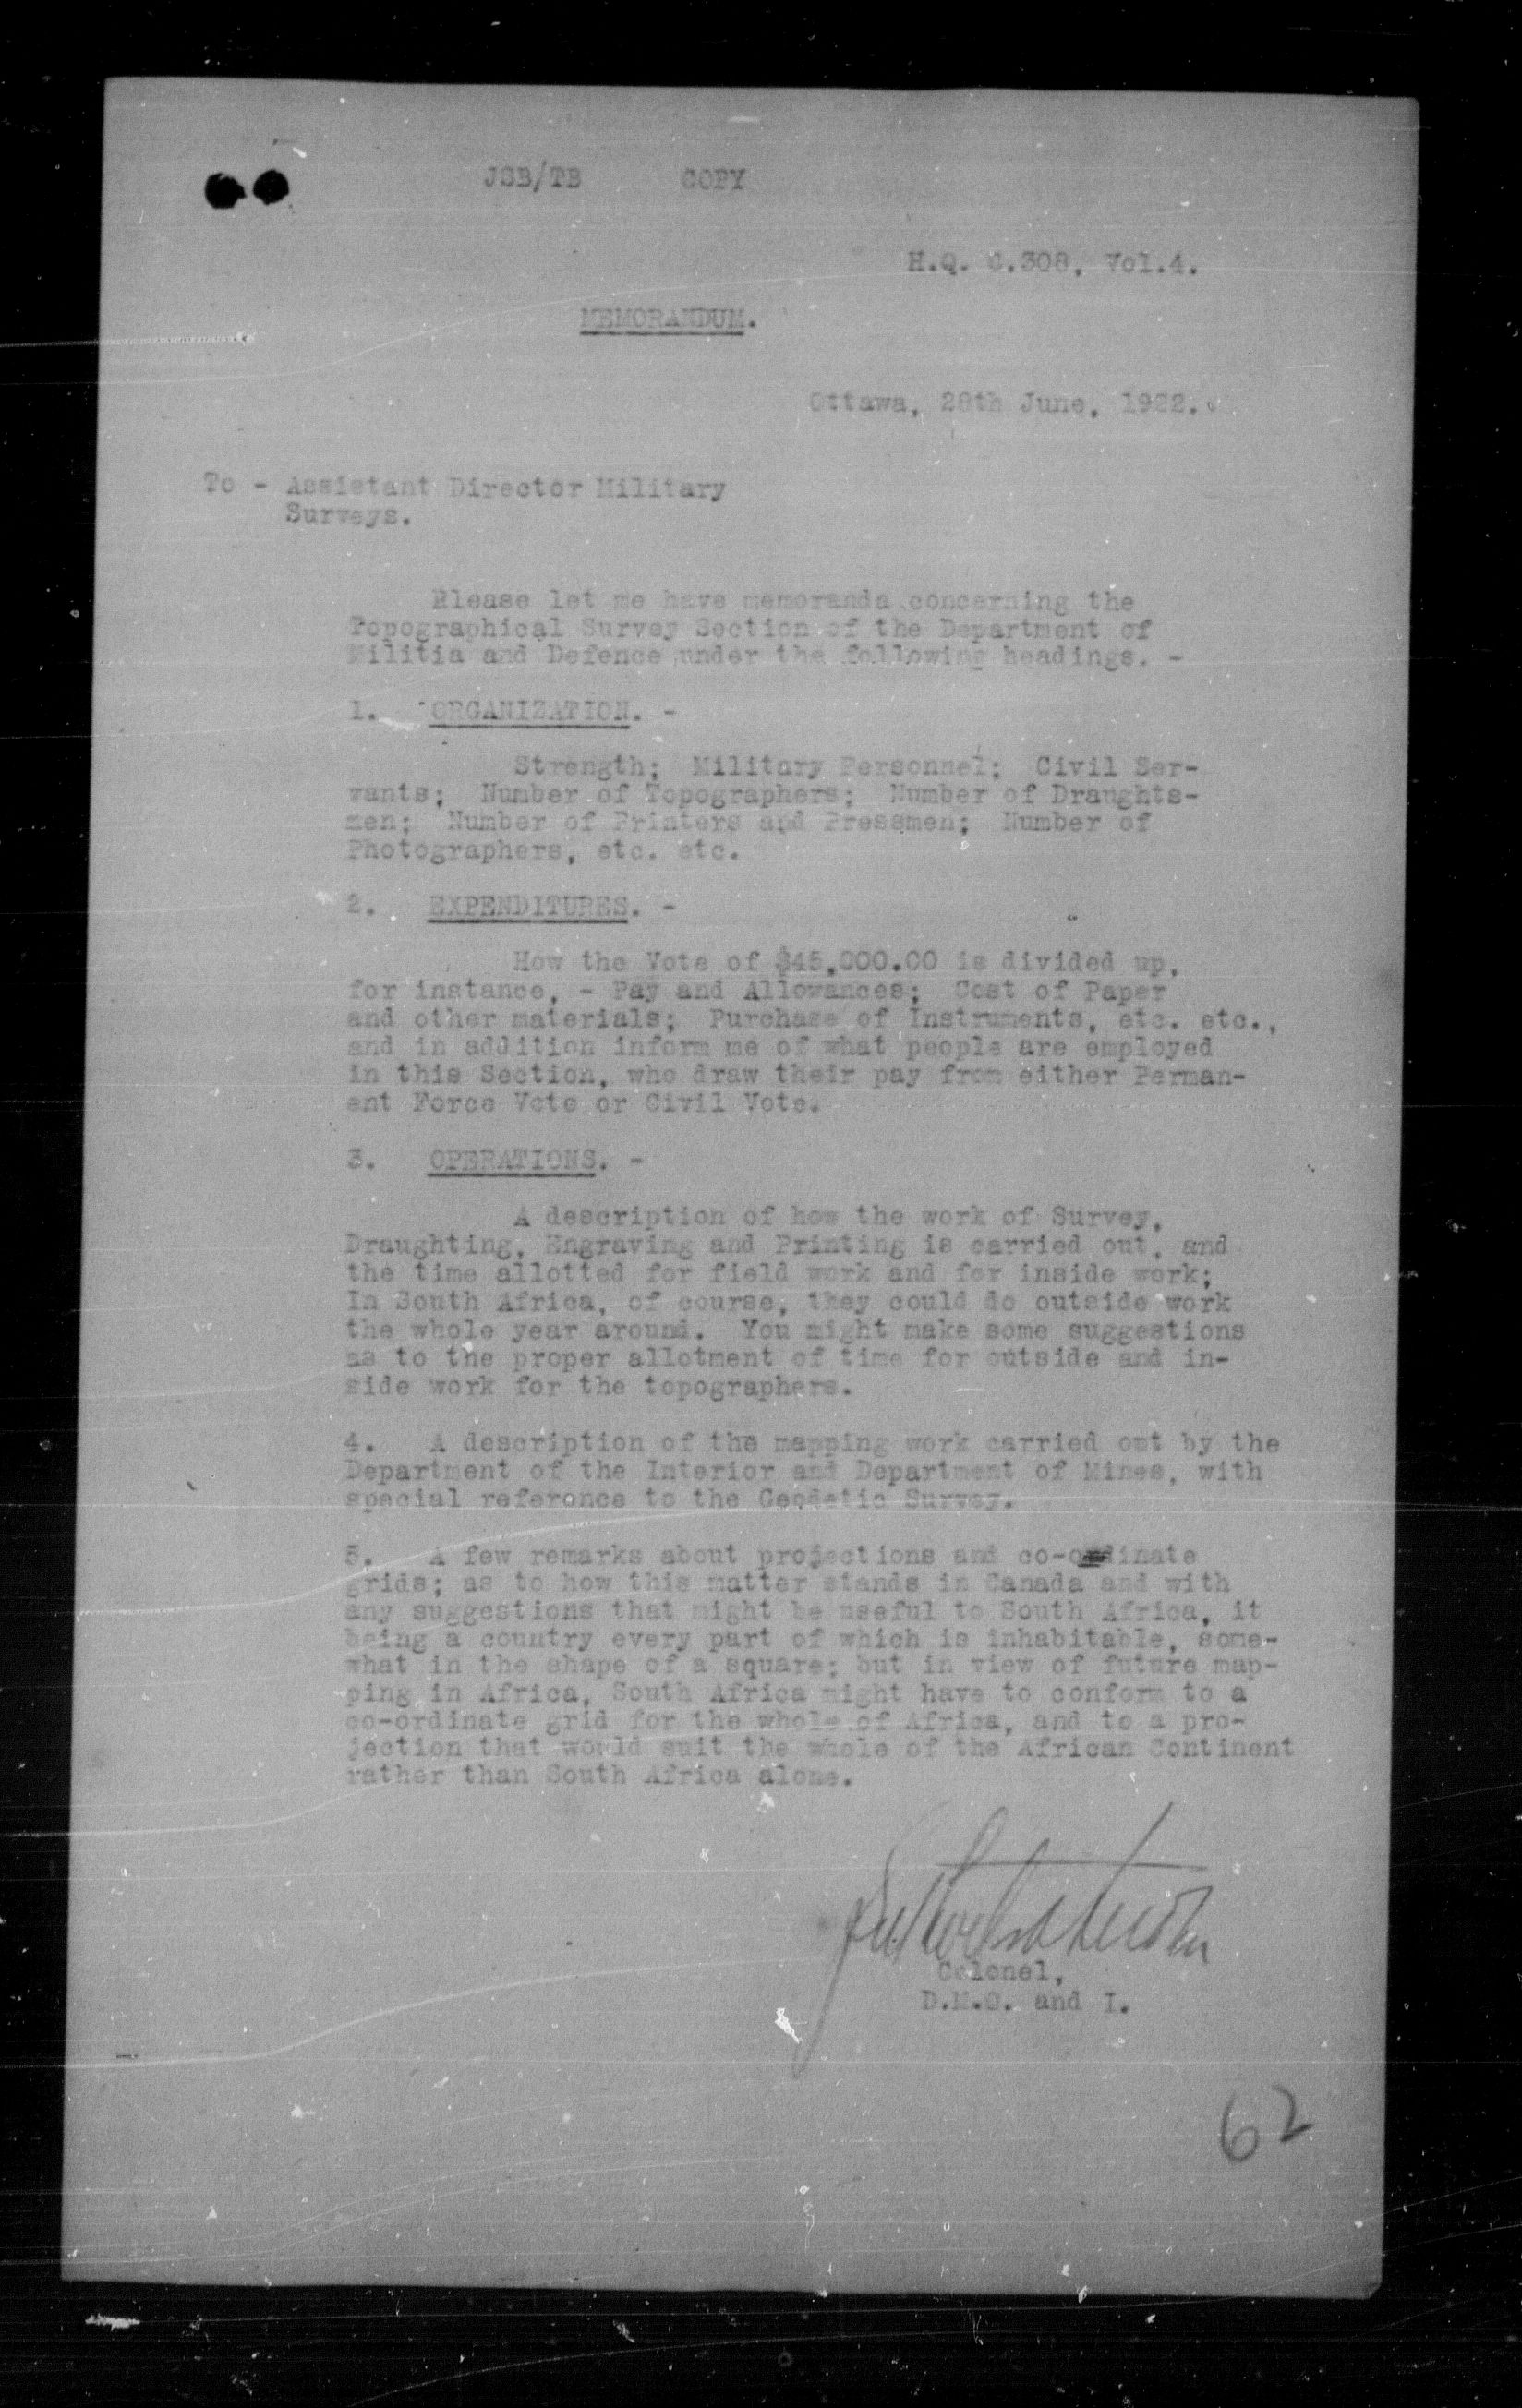 JSB/TB COPY
H.Q. C.308, Vol.4.
MEMORANDUM.
Ottawa, 28th June, 1922.
To - Assistant Director Military
Surveys.
Please let me have memoranda concerning the
Topographical Survey Section of the Department of
Militia and Defence under the following headings. -
1. ORGANIZATION. -
Strength; Military Personnel; Civil Ser-
vants; Number of Topographers; Number of Draughts-
men; Number of Printers and Pressmen; Number of
Photographers, etc. etc.
2. EXPENDITURES. -
How the Vote of $45,000.00 is divided up,
for instance, - Pay and Allowances; Cost of Paper
and other materials; Purchase of Instruments, etc. etc.,
and in addition inform me of what people are employed
in this Section, who draw their pay from either Perman-
ent Force Vote or Civil Vote.
3. OPERATIONS. -
A description of how the work of Survey,
Draughting, Engraving and Printing is carried out, and
the time allotted for field work and for inside work;
In South Africa, of course, they could do outside work
the whole year around. You might make some suggestions
as to the proper allotment of time for outside and in-
side work for the topographers.
4. A description of the mapping work carried out by the
Department of the Interior and Department of Mines, with
special reference to the Geodetic Survey.
5. A few remarks about projections and co-ordinate
grids; as to how this matter stands in Canada and with
any suggestions that might be useful to South Africa, it
being a country every part of which is inhabitable, some-
what in the shape of a square; but in view of future map-
ping in Africa, South Africa might have to conform to a
co-ordinate grid for the whole of Africa, and to a pro-
jection that would suit the whole of the African Continent
rather than South Africa alone.
Colonel,
D.M.O. and I.
62